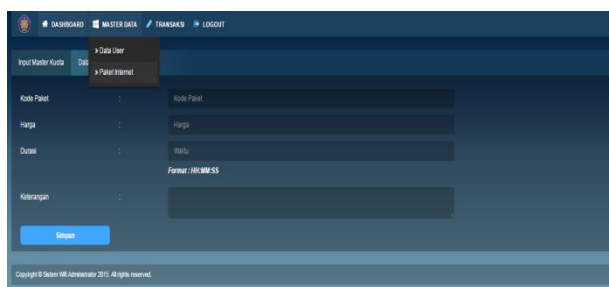 DASHBOARD MASTER DATA TRANSAKSI LOGOUT
» Data User
» Paket Internet
Input Master Kuota Data
Kode Paket : Kode Paket
Harga : Harga
Durasi : Waktu
Format : HH:MM:SS
Keterangan :
Simpan
Copyright © Sistem Wifi Administrator 2015. All rights reserved.